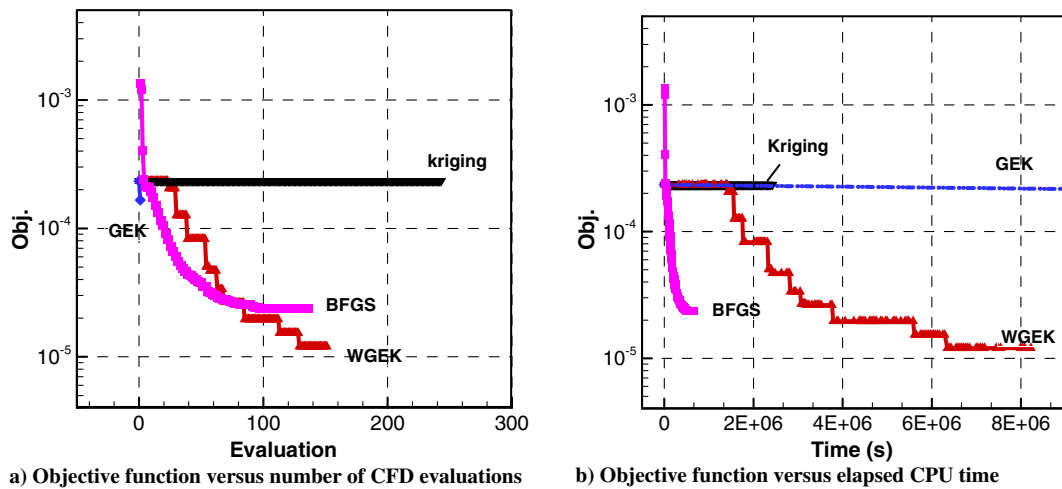 10-3
10-4
10-5
Obj.
kriging
GEK
BFGS
WGEK
0
100
200
300
Evaluation
a) Objective function versus number of CFD evaluations
10-3
10-4
10-5
Obj.
Kriging
GEK
BFGS
WGEK
0
2E+06
4E+06
6E+06
8E+06
Time (s)
b) Objective function versus elapsed CPU time